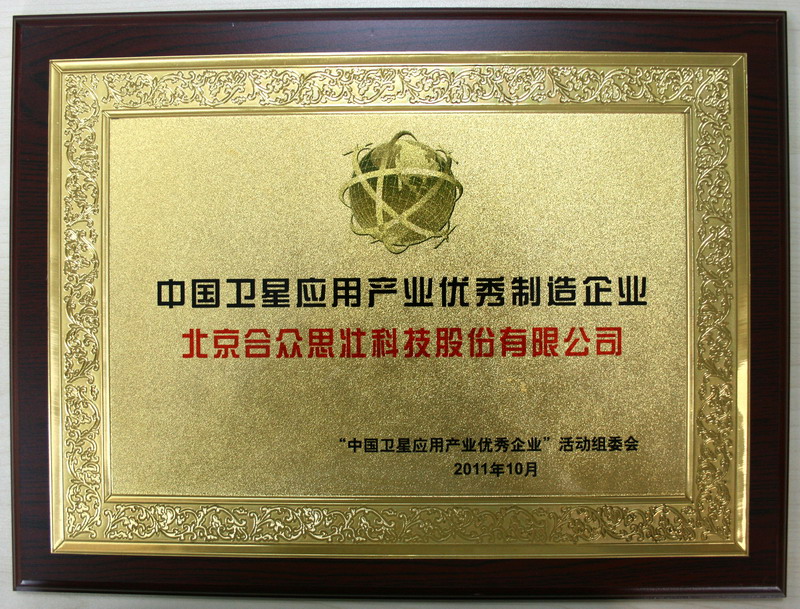 中国卫星应用产业优秀制造企业
北京合众思壮科技股份有限公司
“中国卫星应用产业优秀企业”活动组委会
2011年10月